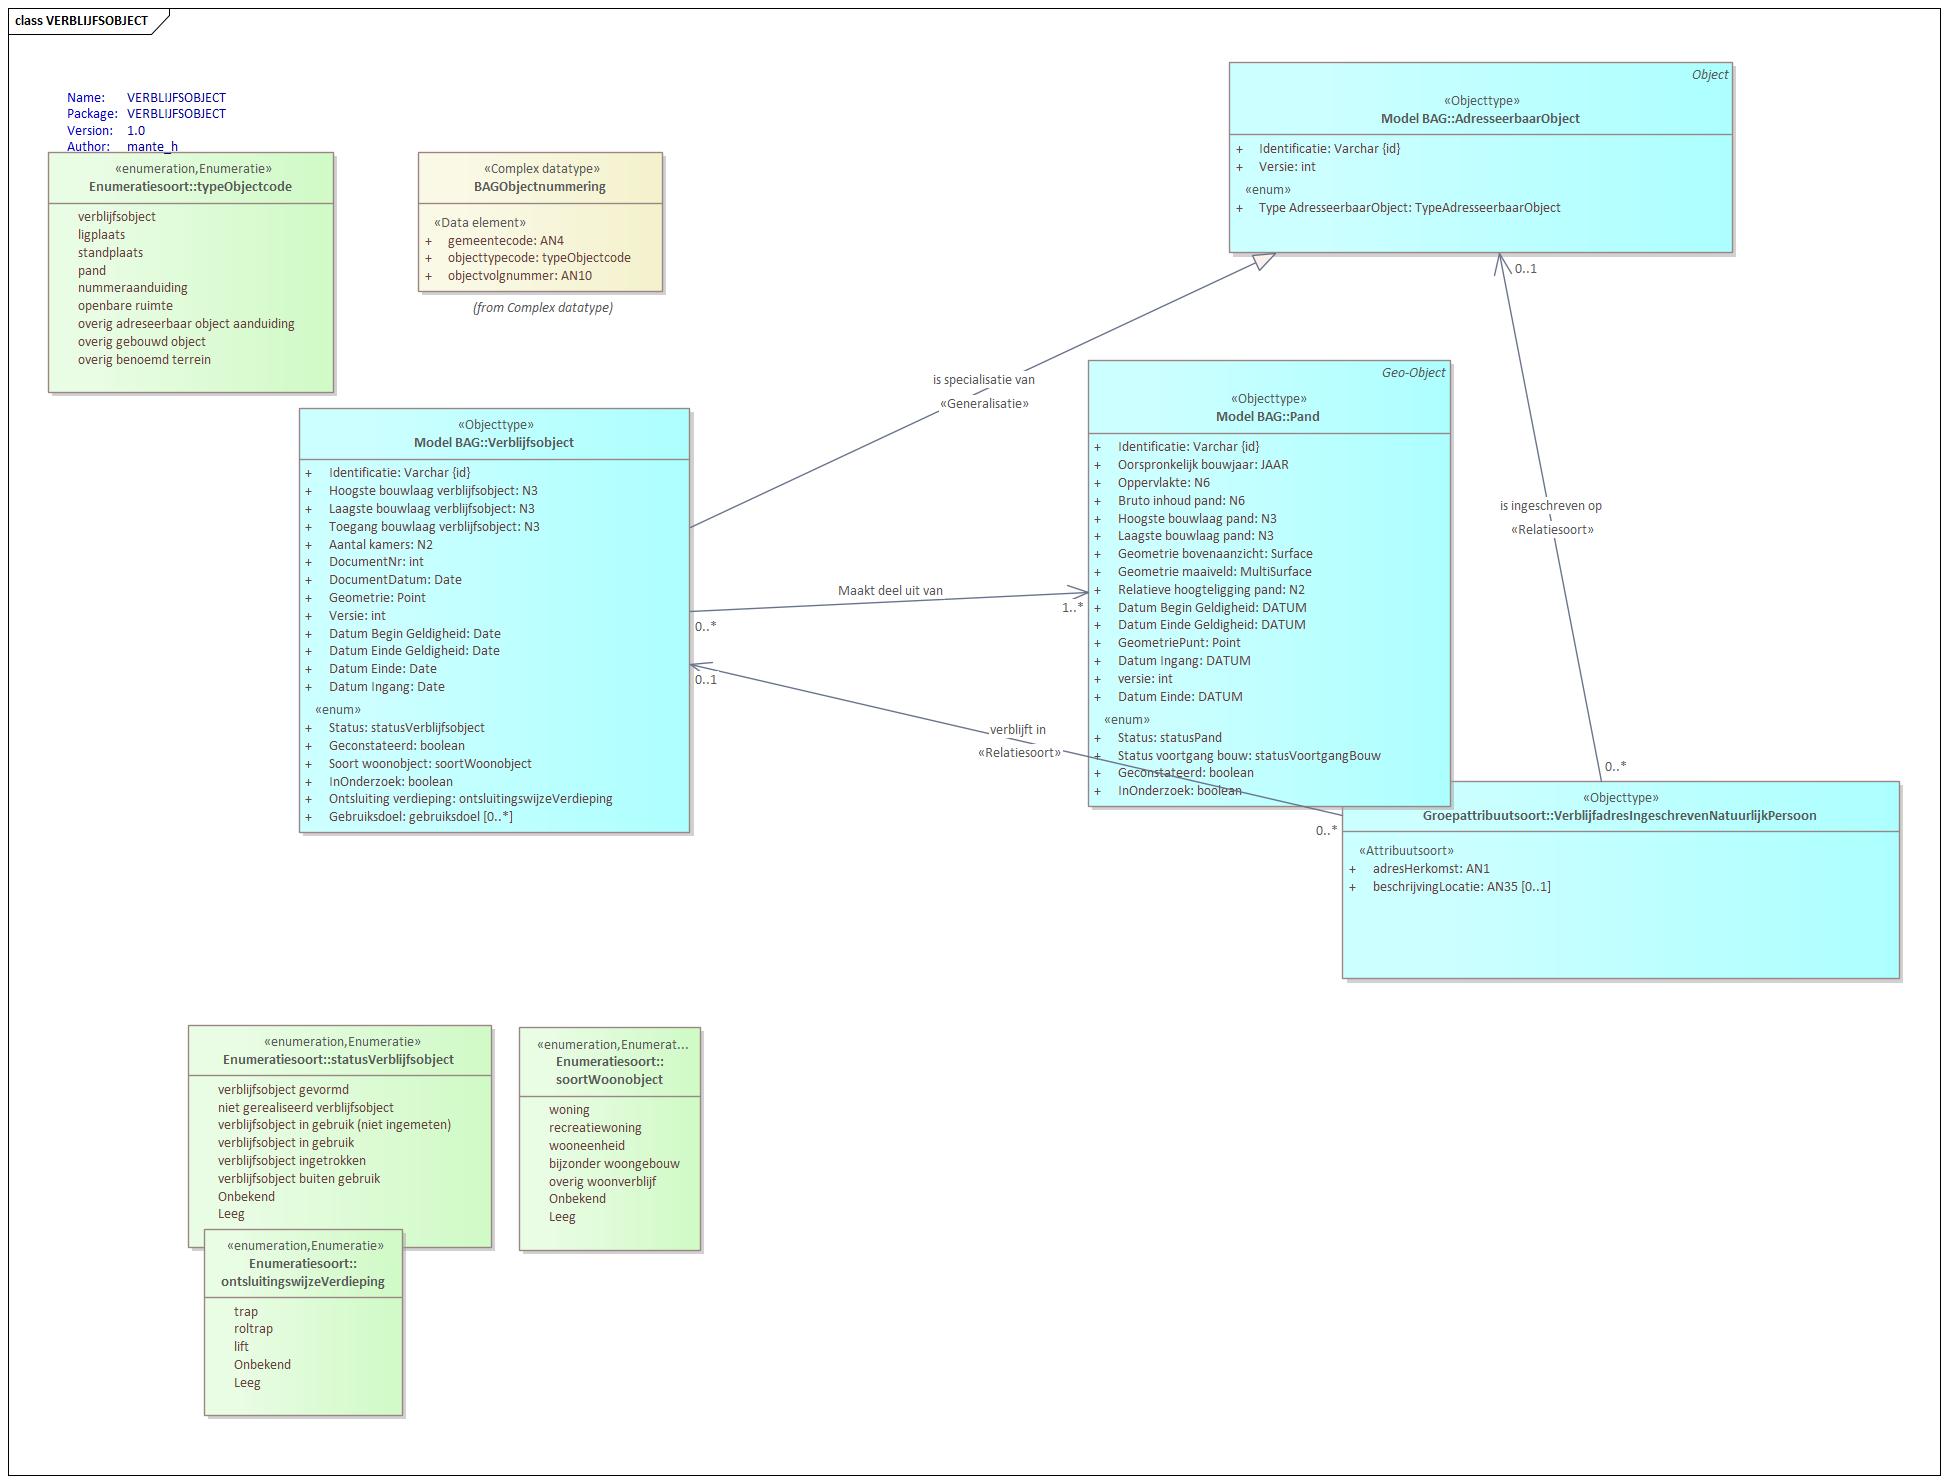 class VERBLIJFSOBJECT
Name: VERBLIJFSOBJECT
Package: VERBLIJFSOBJECT
Version: 1.0
Author: mante_h
«enumeration,Enumeratie»
Enumeratiesoort::typeObjectcode
verblijfsobject
ligplaats
standplaats
pand
nummeraanduiding
openbare ruimte
overig adreseerbaar object aanduiding
overig gebouwd object
overig benoemd terrein
«Complex datatype»
BAGObjectnummering
«Data element»
+ gemeentecode: AN4
+ objecttypecode: typeObjectcode
+ objectvolgnummer: AN10
(from Complex datatype)
Object
«Objecttype»
Model BAG::AdresseerbaarObject
+ Identificatie: Varchar {id}
+ Versie: int
«enum»
+ Type AdresseerbaarObject: TypeAdresseerbaarObject
0..1
is specialisatie van
«Generalisatie»
«Objecttype»
Model BAG::Verblijfsobject
+ Identificatie: Varchar {id}
+ Hoogste bouwlaag verblijfsobject: N3
+ Laagste bouwlaag verblijfsobject: N3
+ Toegang bouwlaag verblijfsobject: N3
+ Aantal kamers: N2
+ DocumentNr: int
+ DocumentDatum: Date
+ Geometrie: Point
+ Versie: int
+ Datum Begin Geldigheid: Date
+ Datum Einde Geldigheid: Date
+ Datum Einde: Date
+ Datum Ingang: Date
«enum»
+ Status: statusVerblijfsobject
+ Geconstateerd: boolean
+ Soort woonobject: soortWoonobject
+ InOnderzoek: boolean
+ Ontsluiting verdieping: ontsluitingswijzeVerdieping
+ Gebruiksdoel: gebruiksdoel [0..*]
Maakt deel uit van
0..*
1..*
0..1
verblijft in
«Relatiesoort»
0..*
Geo-Object
«Objecttype»
Model BAG::Pand
+ Identificatie: Varchar {id}
+ Oorspronkelijk bouwjaar: JAAR
+ Oppervlakte: N6
+ Bruto inhoud pand: N6
+ Hoogste bouwlaag pand: N3
+ Laagste bouwlaag pand: N3
+ Geometrie bovenaanzicht: Surface
+ Geometrie maaiveld: MultiSurface
+ Relatieve hoogteligging pand: N2
+ Datum Begin Geldigheid: DATUM
+ Datum Einde Geldigheid: DATUM
+ GeometriePunt: Point
+ Datum Ingang: DATUM
+ versie: int
+ Datum Einde: DATUM
«enum»
+ Status: statusPand
+ Status voortgang bouw: statusVoortgangBouw
+ Geconstateerd: boolean
+ InOnderzoek: boolean
is ingeschreven op
«Relatiesoort»
0..*
«Objecttype»
Groepattribuutsoort::VerblijfadresIngeschrevenNatuurlijkPersoon
«Attribuutsoort»
+ adresHerkomst: AN1
+ beschrijvingLocatie: AN35 [0..1]
«enumeration,Enumeratie»
Enumeratiesoort::statusVerblijfsobject
verblijfsobject gevormd
niet gerealiseerd verblijfsobject
verblijfsobject in gebruik (niet ingemeten)
verblijfsobject in gebruik
verblijfsobject ingetrokken
verblijfsobject buiten gebruik
Onbekend
Leeg
«enumeration,Enumerat...
Enumeratiesoort::
soortWoonobject
woning
recreatiewoning
wooneenheid
bijzonder woongebouw
overig woonverblijf
Onbekend
Leeg
«enumeration,Enumeratie»
Enumeratiesoort::
ontsluitingswijzeVerdieping
trap
roltrap
lift
Onbekend
Leeg